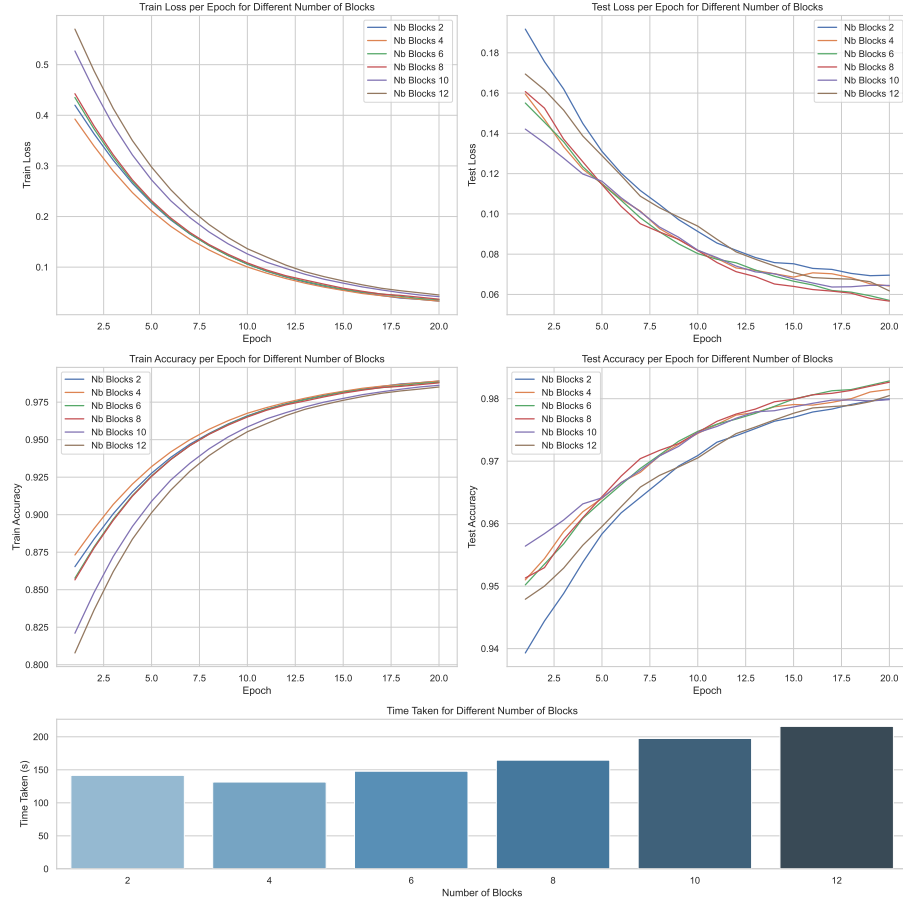 Train Loss per Epoch for Different Number of Blocks
Nb Blocks 2
Nb Blocks 4
Nb Blocks 6
Nb Blocks 8
Nb Blocks 10
Nb Blocks 12
0.5
0.4
0.3
0.2
0.1
Train Loss
2.5 5.0 7.5 10.0 12.5 15.0 17.5 20.0
Epoch
Test Loss per Epoch for Different Number of Blocks
Nb Blocks 2
Nb Blocks 4
Nb Blocks 6
Nb Blocks 8
Nb Blocks 10
Nb Blocks 12
0.18
0.16
0.14
0.12
0.10
0.08
0.06
Test Loss
2.5 5.0 7.5 10.0 12.5 15.0 17.5 20.0
Epoch
Train Accuracy per Epoch for Different Number of Blocks
Nb Blocks 2
Nb Blocks 4
Nb Blocks 6
Nb Blocks 8
Nb Blocks 10
Nb Blocks 12
0.975
0.950
0.925
0.900
0.875
0.850
0.825
0.800
Train Accuracy
2.5 5.0 7.5 10.0 12.5 15.0 17.5 20.0
Epoch
Test Accuracy per Epoch for Different Number of Blocks
Nb Blocks 2
Nb Blocks 4
Nb Blocks 6
Nb Blocks 8
Nb Blocks 10
Nb Blocks 12
0.98
0.97
0.96
0.95
0.94
Test Accuracy
2.5 5.0 7.5 10.0 12.5 15.0 17.5 20.0
Epoch
Time Taken for Different Number of Blocks
200
150
100
50
0
Time Taken (s)
2 4 6 8 10 12
Number of Blocks